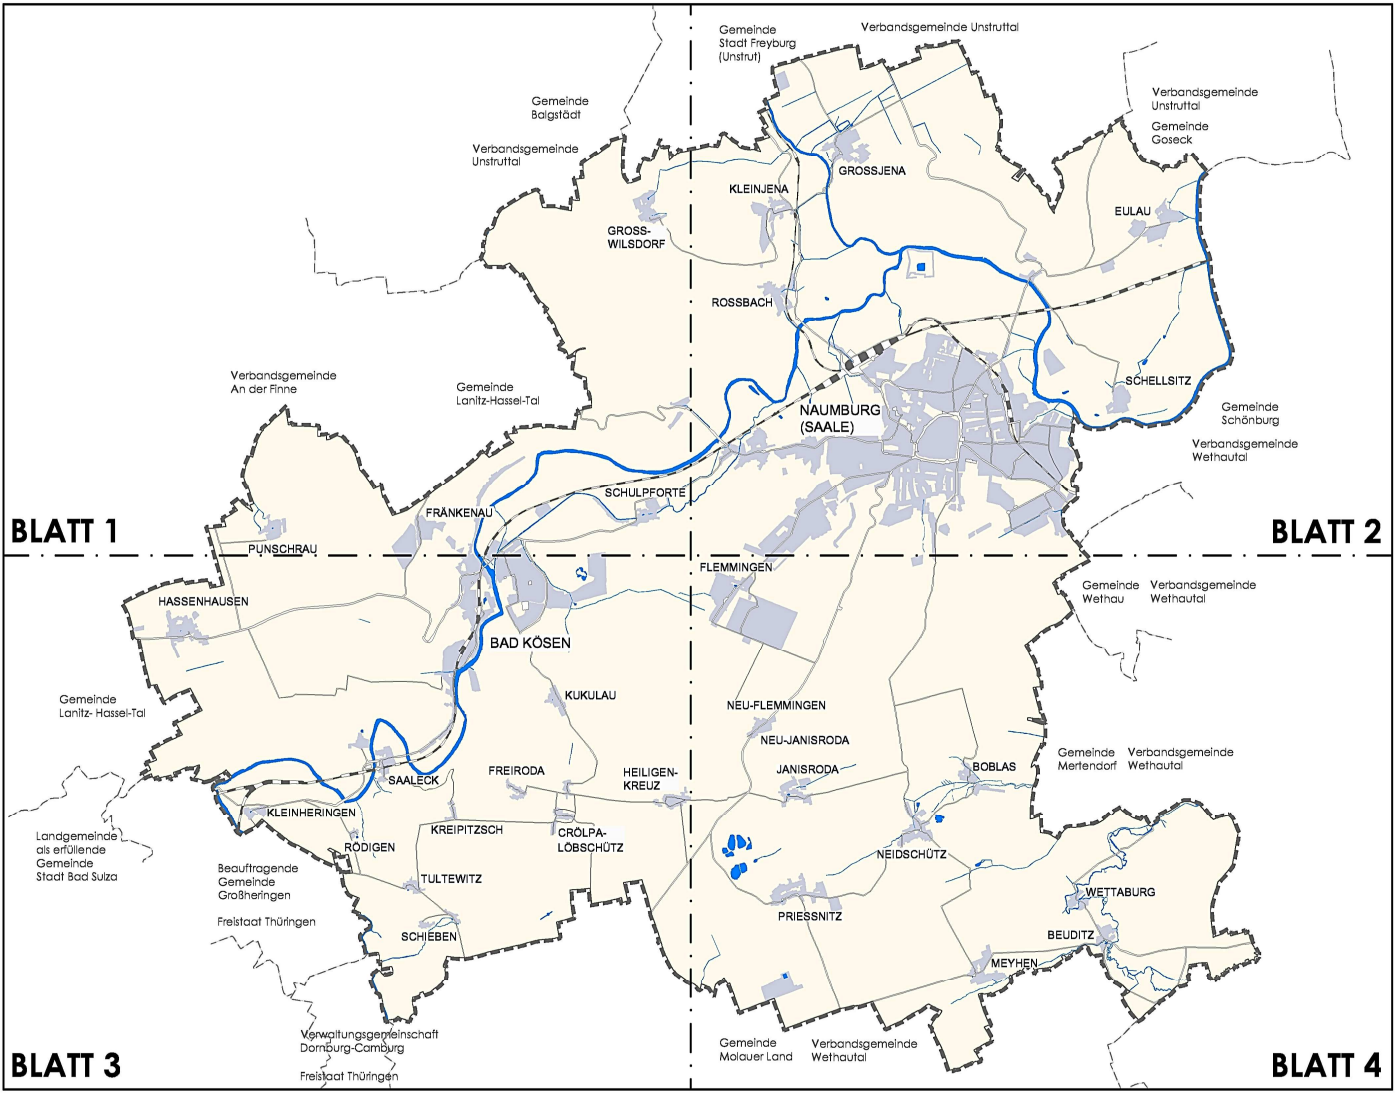 Gemeinde
Stadt Freyburg
(Unstrut)
Verbandsgemeinde Unstruttal
Gemeinde
Balgstädt
Verbandsgemeinde
Unstruttal
Verbandsgemeinde
Unstruttal
Gemeinde
Goseck
GROSSJENA
KLEINJENA
GROSS-
WILSDORF
EULAU
ROSSBACH
Verbandsgemeinde
An der Finne
Gemeinde
Lanitz-Hassel-Tal
SCHELLSITZ
NAUMBURG
(SAALE)
Gemeinde
Schönburg
Verbandsgemeinde
Wethautal
SCHULPFORTE
FRÄNKENAU
PUNSCHRAU
BLATT 1
BLATT 2
FLEMMINGEN
Gemeinde
Wethau
Verbandsgemeinde
Wethautal
HASSENHAUSEN
BAD KÖSEN
KUKULAU
Gemeinde
Lanitz- Hassel-Tal
NEU-FLEMMINGEN
NEU-JANISRODA
Gemeinde
Mertendorf
Verbandsgemeinde
Wethautal
SAALECK
FREIRODA
HEILIGEN-
KREUZ
JANISRODA
BOBLAS
KLEINHERINGEN
KREIPITZSCH
CRÖLPA-
LÖBSCHÜTZ
RÖDIGEN
NEIDSCHÜTZ
Landgemeinde
als erfüllende
Gemeinde
Stadt Bad Sulza
Beauftragende
Gemeinde
Großheringen
Freistaat Thüringen
TULTEWITZ
SCHIEBEN
PRIESSNITZ
WETTABURG
BEUDITZ
MEYHEN
Verwaltungsgemeinschaft
Dornburg-Camburg
Freistaat Thüringen
Gemeinde
Molauer Land
Verbandsgemeinde
Wethautal
BLATT 3
BLATT 4